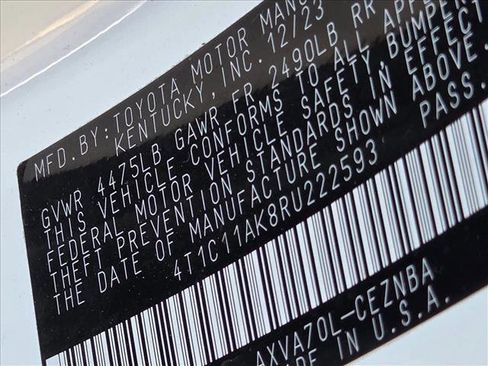 MFD. BY: TOYOTA MOTOR MANU
KENTUCKY, INC. 12/23
GVWR 4475LB GAWR FR 2490LB RR
THIS VEHICLE CONFORMS TO ALL APP
FEDERAL MOTOR VEHICLE SAFETY, BUMPER
THEFT PREVENTION STANDARDS IN EFFECT
THE DATE OF MANUFACTURE SHOWN ABOVE.
4T1C11AK8RU222593 PASS.
AXVA70L-CEZNBA
MADE IN U.S.A.